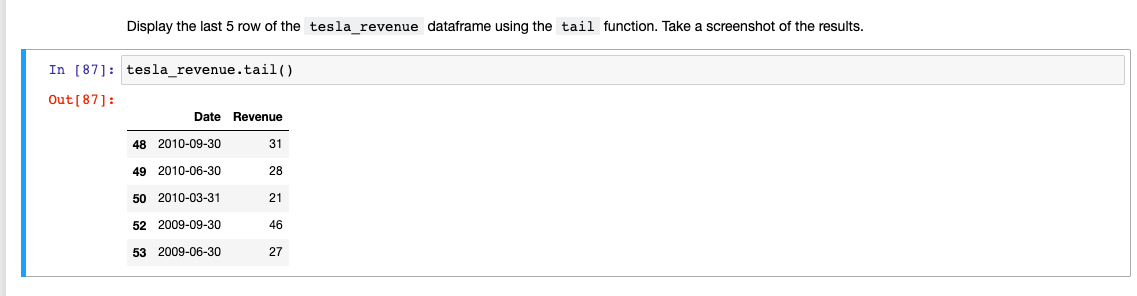 Display the last 5 row of the tesla_revenue dataframe using the tail function. Take a screenshot of the results.
In [87]: tesla_revenue.tail()
Out[87]:
Date Revenue
48 2010-09-30 31
49 2010-06-30 28
50 2010-03-31 21
52 2009-09-30 46
53 2009-06-30 27